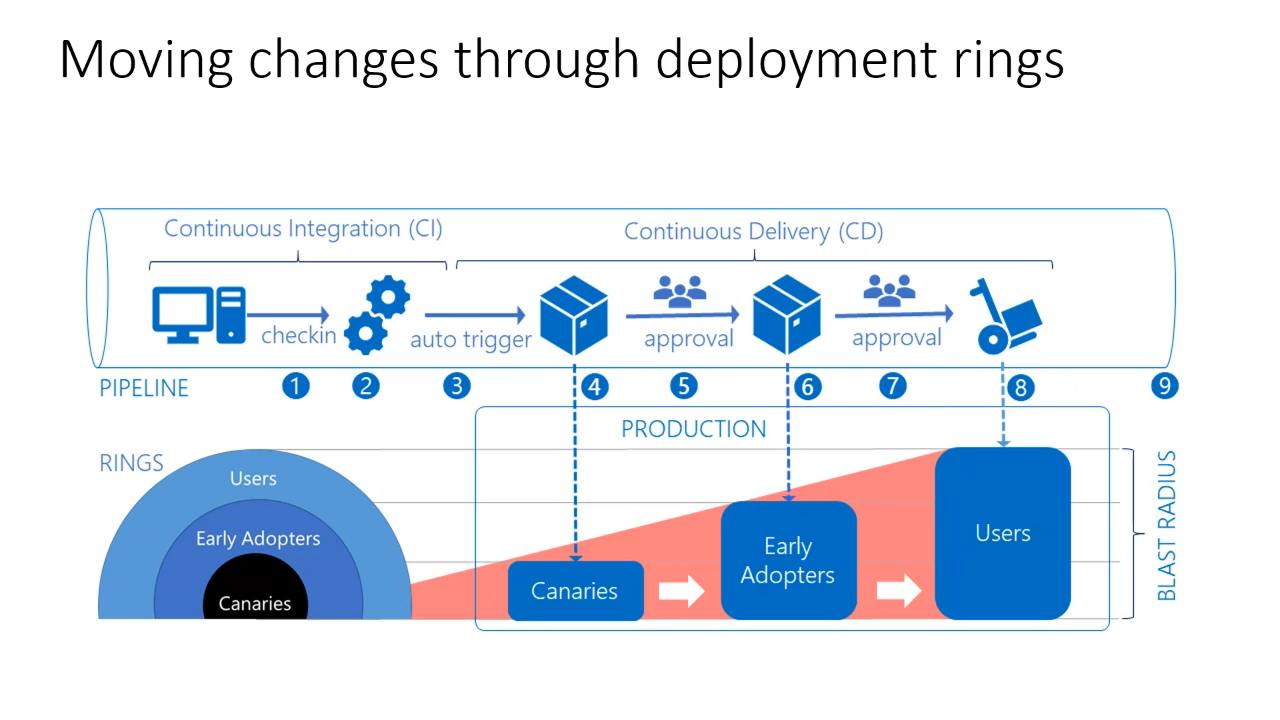 Moving changes through deployment rings
Continuous Integration (CI)
Continuous Delivery (CD)
checkin
auto trigger
approval
approval
PIPELINE
1
2
3
4
5
6
7
8
9
PRODUCTION
RINGS
Users
Early Adopters
Canaries
Canaries
Early
Adopters
Users
BLAST RADIUS